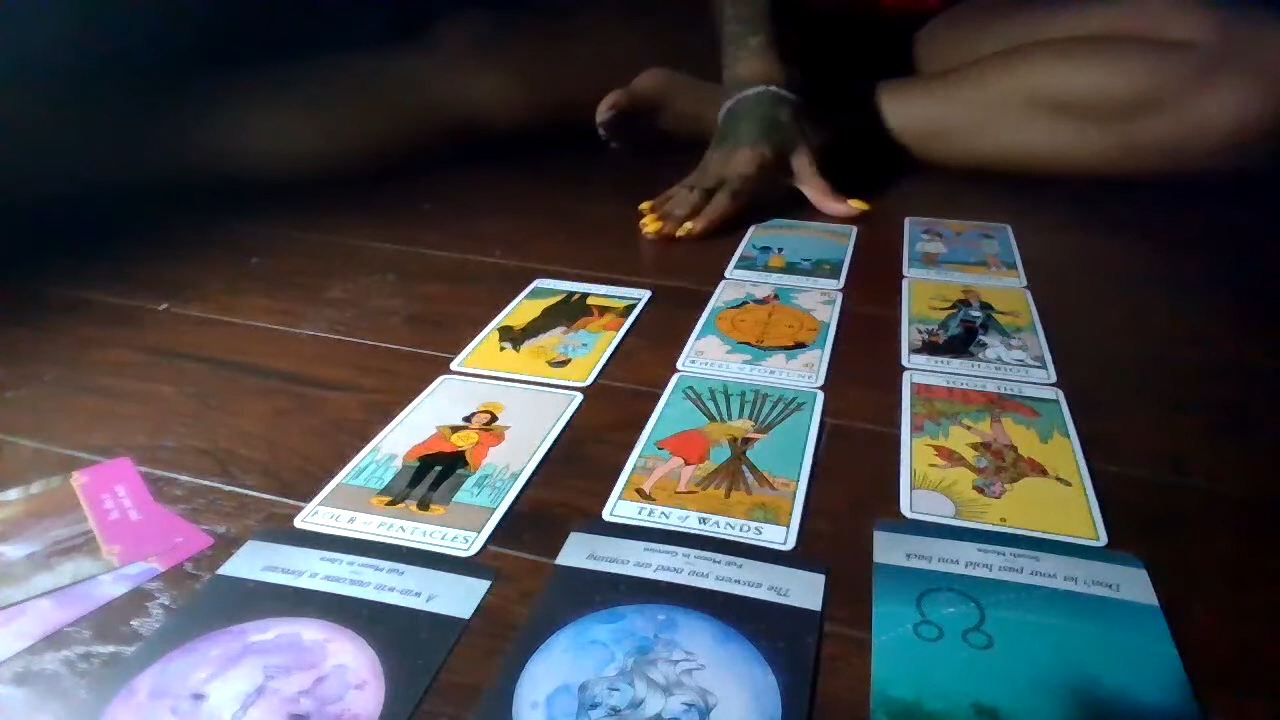 WHEEL of FORTUNE
THE CHARIOT
THE FOOL
FOUR of PENTACLES
TEN of WANDS
A win-win outcome is foreseen
Full Moon in Libra
The answers you need are coming
Full Moon in Gemini
Don't let your past hold you back
South Node